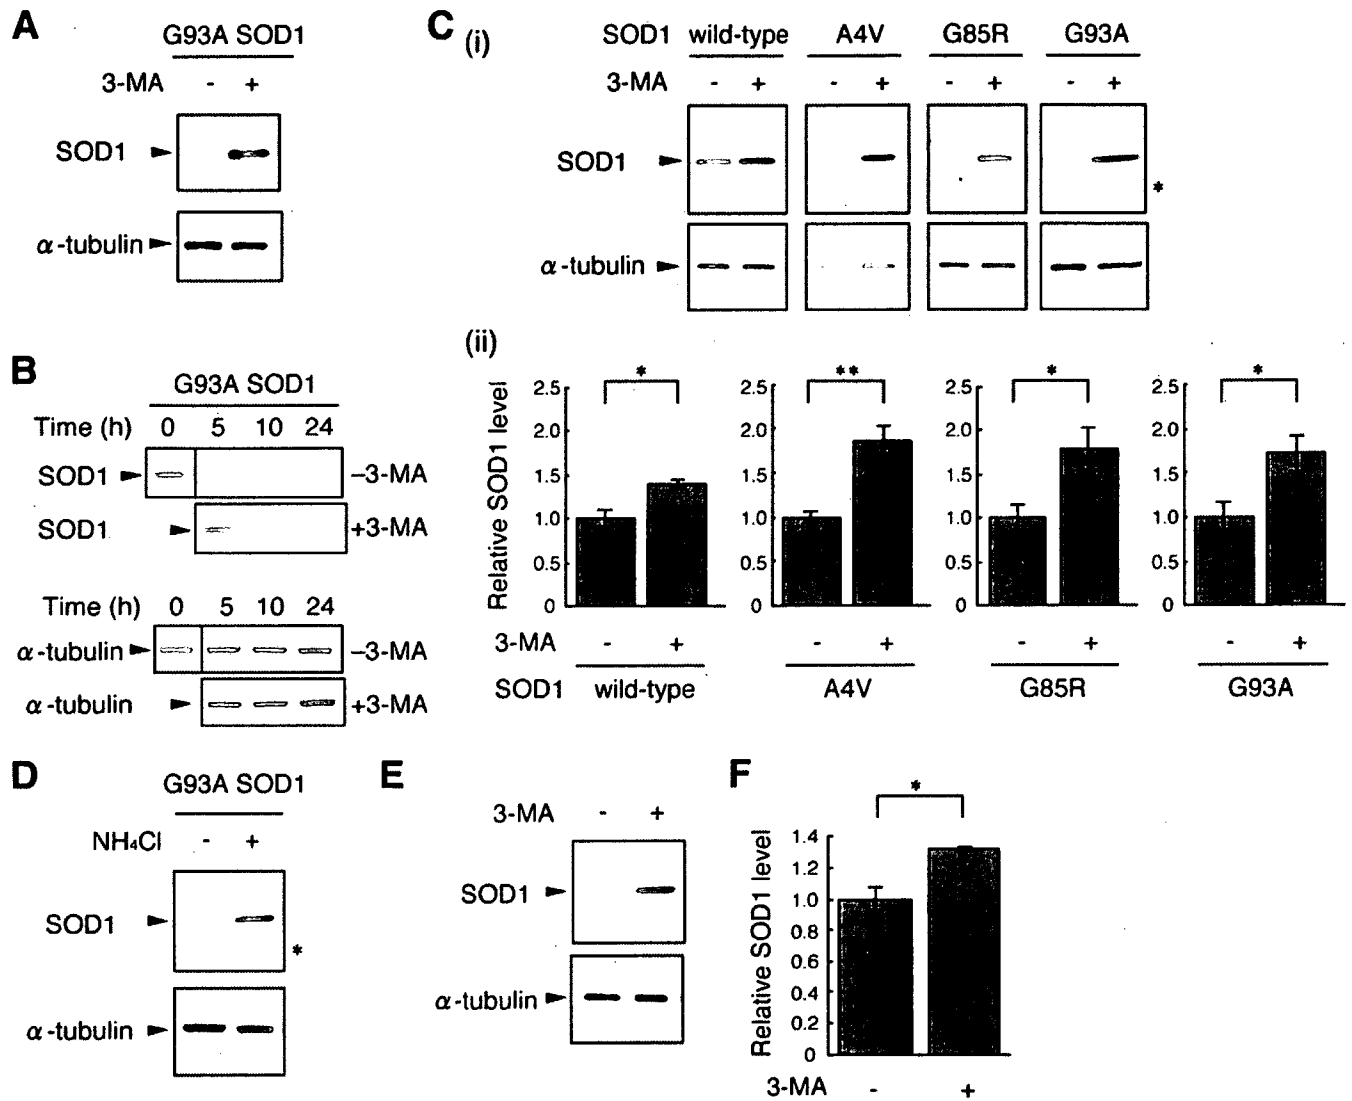 A
G93A SOD1
3-MA - +
SOD1
α-tubulin
B
G93A SOD1
Time (h) 0 5 10 24
SOD1 –3-MA
SOD1 +3-MA
Time (h) 0 5 10 24
α-tubulin –3-MA
α-tubulin +3-MA
C
(i)
SOD1 wild-type A4V G85R G93A
3-MA - + - + - + - +
SOD1
*
α-tubulin
(ii)
Relative SOD1 level
2.5
2.0
1.5
1.0
0.5
0
*
2.5
2.0
1.5
1.0
0.5
0
**
2.5
2.0
1.5
1.0
0.5
0
*
2.5
2.0
1.5
1.0
0.5
0
*
3-MA - + - + - + - +
SOD1 wild-type A4V G85R G93A
D
G93A SOD1
NH4Cl - +
SOD1
*
α-tubulin
E
3-MA - +
SOD1
α-tubulin
F
*
Relative SOD1 level
1.4
1.2
1.0
0.8
0.6
0.4
0.2
0
3-MA - +